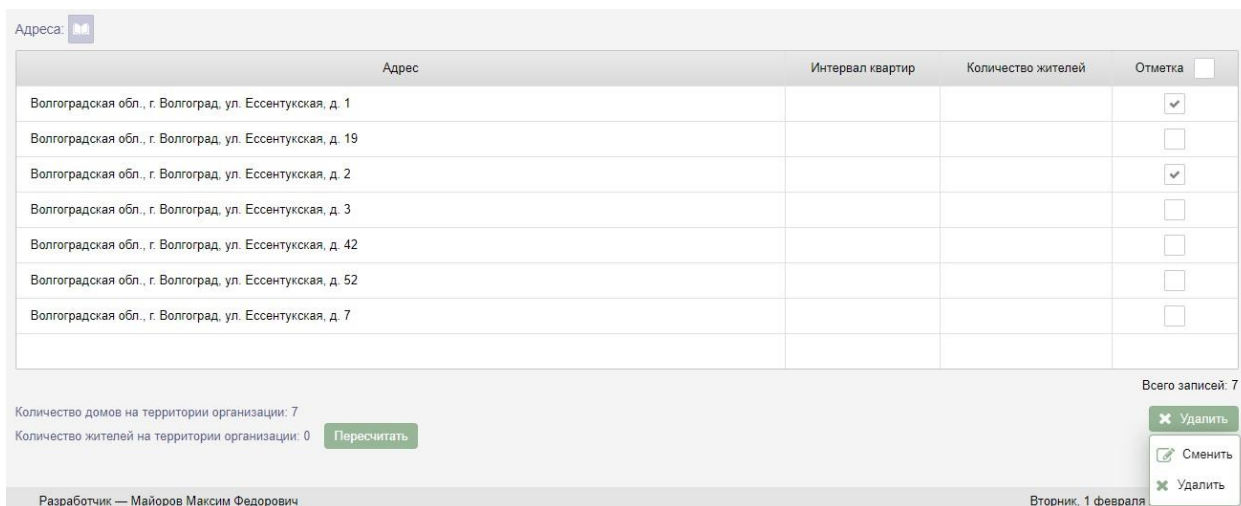 Адреса:
Адрес Интервал квартир Количество жителей Отметка
Волгоградская обл., г. Волгоград, ул. Ессентукская, д. 1
Волгоградская обл., г. Волгоград, ул. Ессентукская, д. 19
Волгоградская обл., г. Волгоград, ул. Ессентукская, д. 2
Волгоградская обл., г. Волгоград, ул. Ессентукская, д. 3
Волгоградская обл., г. Волгоград, ул. Ессентукская, д. 42
Волгоградская обл., г. Волгоград, ул. Ессентукская, д. 52
Волгоградская обл., г. Волгоград, ул. Ессентукская, д. 7
Всего записей: 7
Количество домов на территории организации: 7
Удалить
Количество жителей на территории организации: 0 Пересчитать
Сменить
Удалить
Разработчик — Майоров Максим Федорович Вторник, 1 февраля